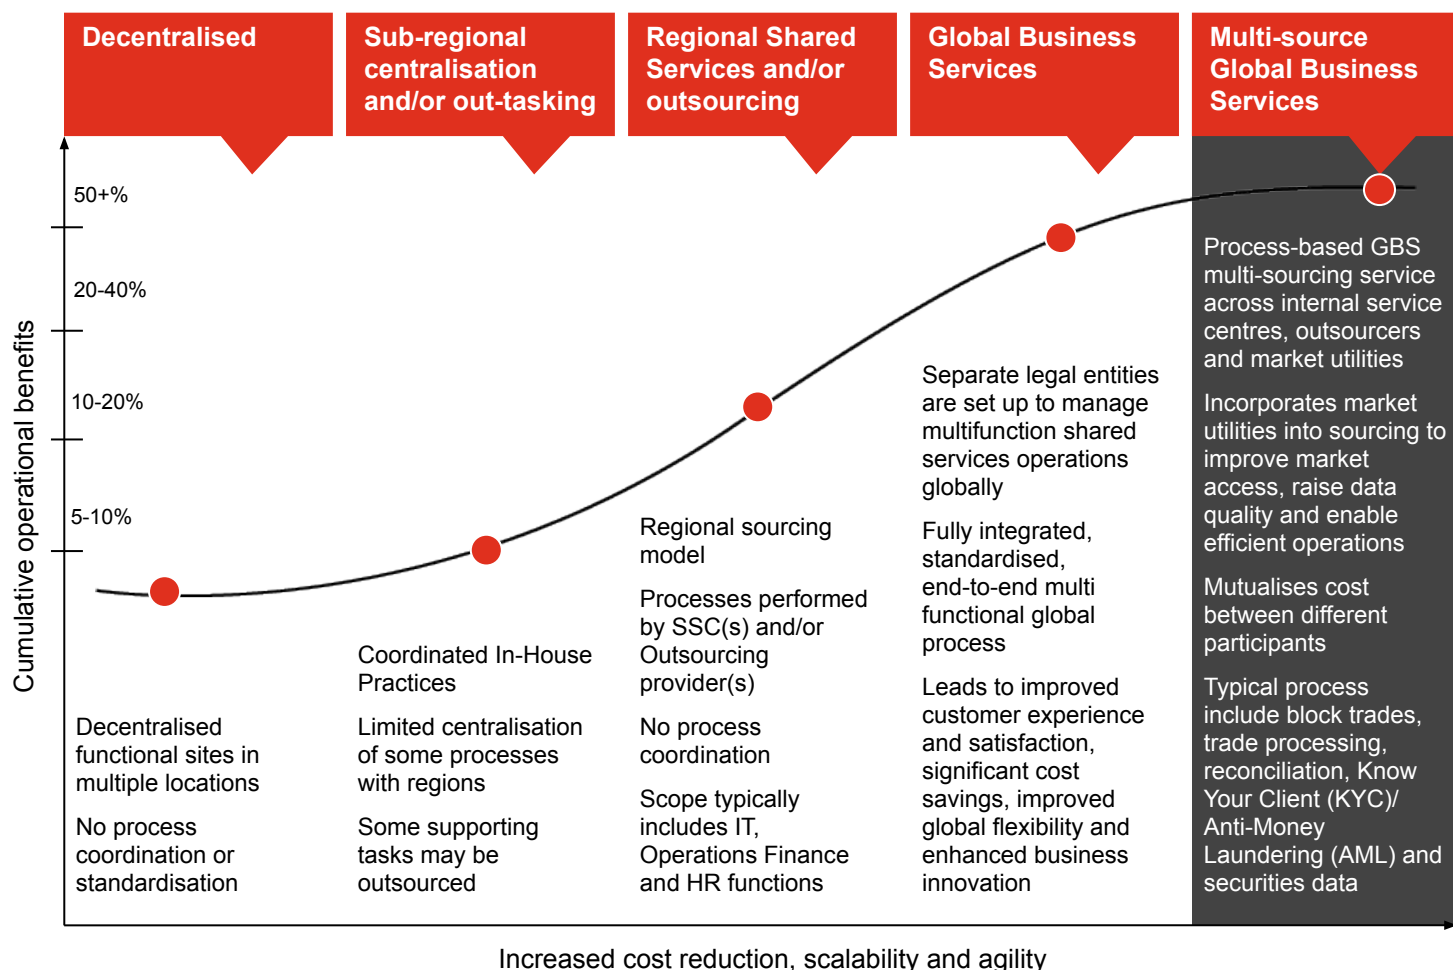 Decentralised
Sub-regional
centralisation
and/or out-tasking
Regional Shared
Services and/or
outsourcing
Global Business
Services
Multi-source
Global Business
Services
Cumulative operational benefits
50+%
20-40%
10-20%
5-10%
Decentralised
functional sites in
multiple locations
No process
coordination or
standardisation
Coordinated In-House
Practices
Limited centralisation
of some processes
with regions
Some supporting
tasks may be
outsourced
Regional sourcing
model
Processes performed
by SSC(s) and/or
Outsourcing
provider(s)
No process
coordination
Scope typically
includes IT,
Operations Finance
and HR functions
Separate legal entities
are set up to manage
multifunction shared
services operations
globally
Fully integrated,
standardised,
end-to-end multi
functional global
process
Leads to improved
customer experience
and satisfaction,
significant cost
savings, improved
global flexibility and
enhanced business
innovation
Process-based GBS
multi-sourcing service
across internal service
centres, outsourcers
and market utilities
Incorporates market
utilities into sourcing to
improve market
access, raise data
quality and enable
efficient operations
Mutualises cost
between different
participants
Typical process
include block trades,
trade processing,
reconciliation, Know
Your Client (KYC)/
Anti-Money
Laundering (AML) and
securities data
Increased cost reduction, scalability and agility